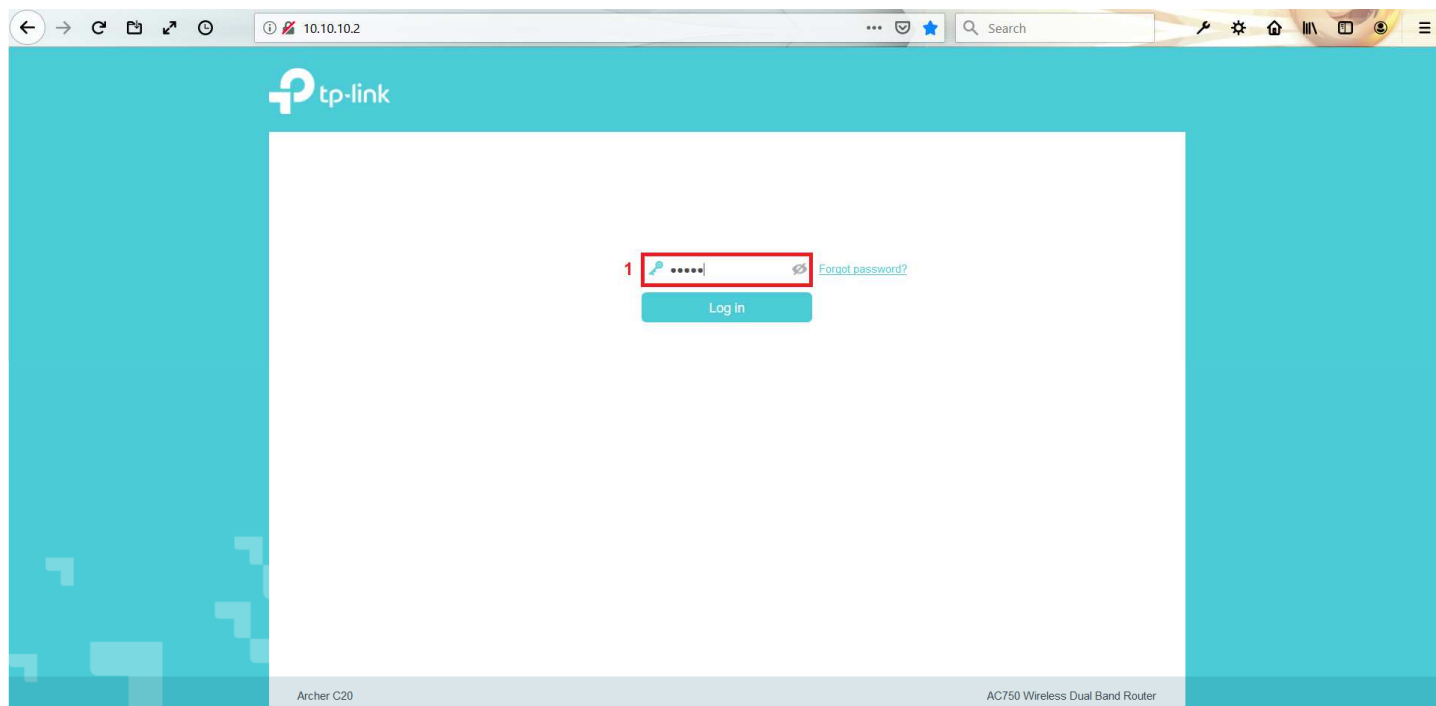 10.10.10.2
Search
tp-link
1 ••••• Forgot password?
Log in
Archer C20 AC750 Wireless Dual Band Router